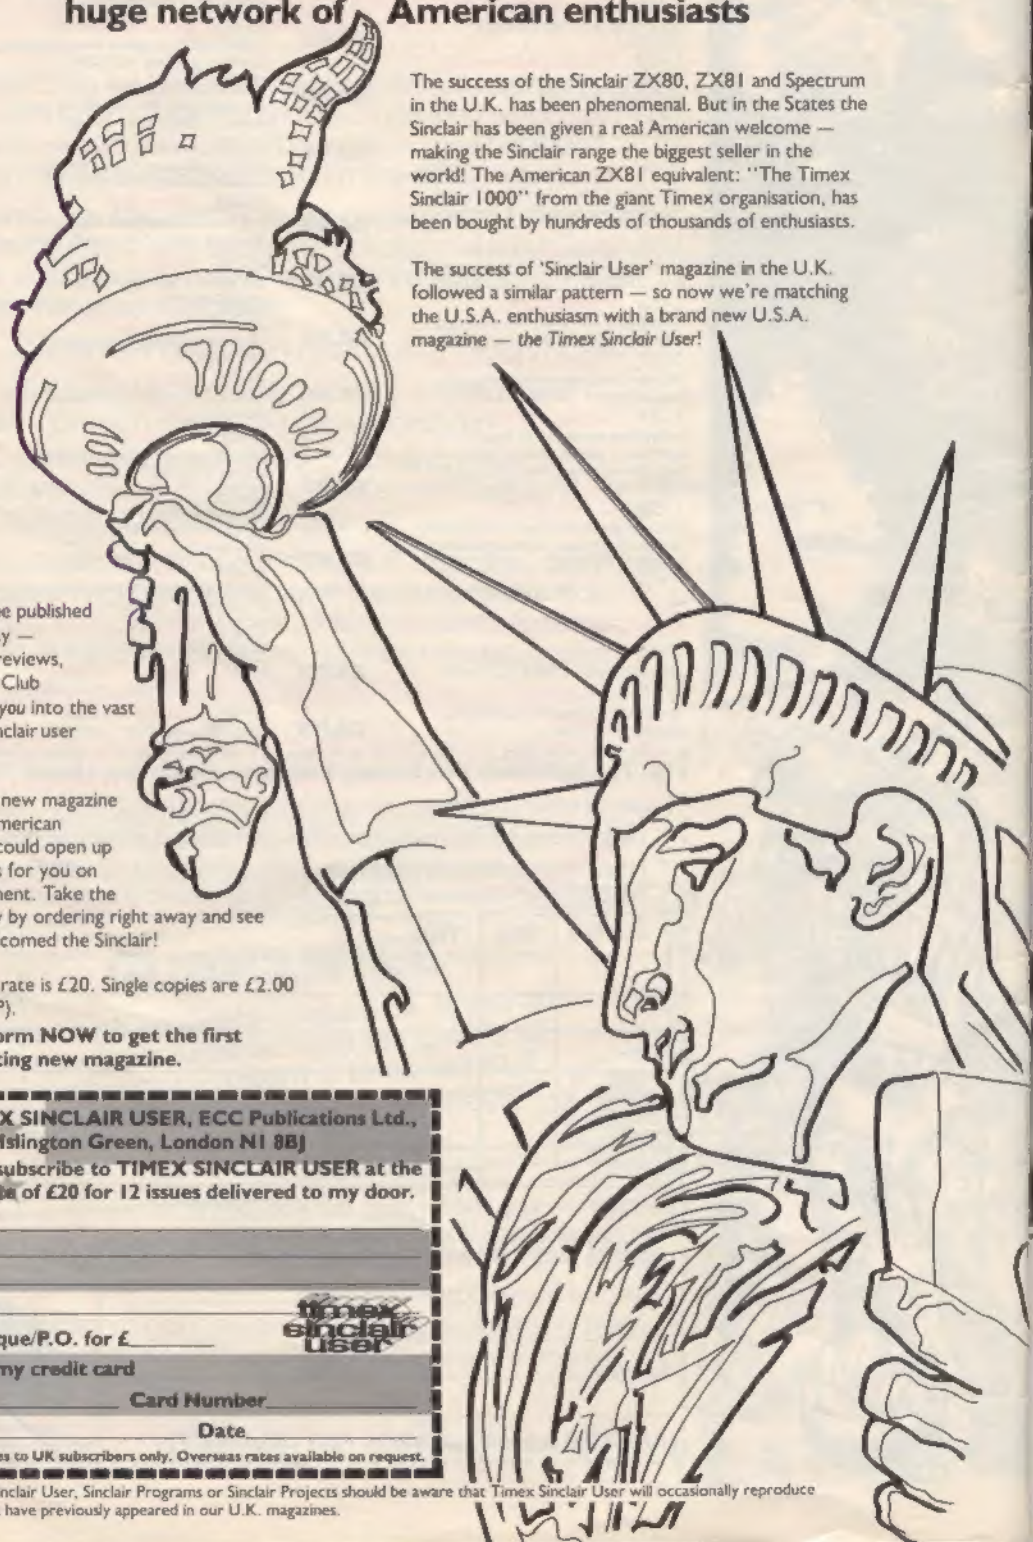 huge network of American enthusiasts
The success of the Sinclair ZX80, ZX81 and Spectrum
in the U.K. has been phenomenal. But in the States the
Sinclair has been given a real American welcome —
making the Sinclair range the biggest seller in the
world! The American ZX81 equivalent: "The Timex
Sinclair 1000" from the giant Timex organisation, has
been bought by hundreds of thousands of enthusiasts.
The success of 'Sinclair User' magazine in the U.K.
followed a similar pattern — so now we're matching
the U.S.A. enthusiasm with a brand new U.S.A.
magazine — the Timex Sinclair User!
e published
y —
eviews,
Club
you into the vast
nclair user
new magazine
merican
could open up
s for you on
ment. Take the
y by ordering right away and see
comed the Sinclair!
rate is £20. Single copies are £2.00
P).
orm NOW to get the first
ting new magazine.
X SINCLAIR USER, ECC Publications Ltd.,
Islington Green, London N1 8BJ
subscribe to TIMEX SINCLAIR USER at the
te of £20 for 12 issues delivered to my door.
timex
sinclair
user
que/P.O. for £
my credit card
Card Number
Date
es to UK subscribers only. Overseas rates available on request.
nclair User, Sinclair Programs or Sinclair Projects should be aware that Timex Sinclair User will occasionally reproduce
have previously appeared in our U.K. magazines.